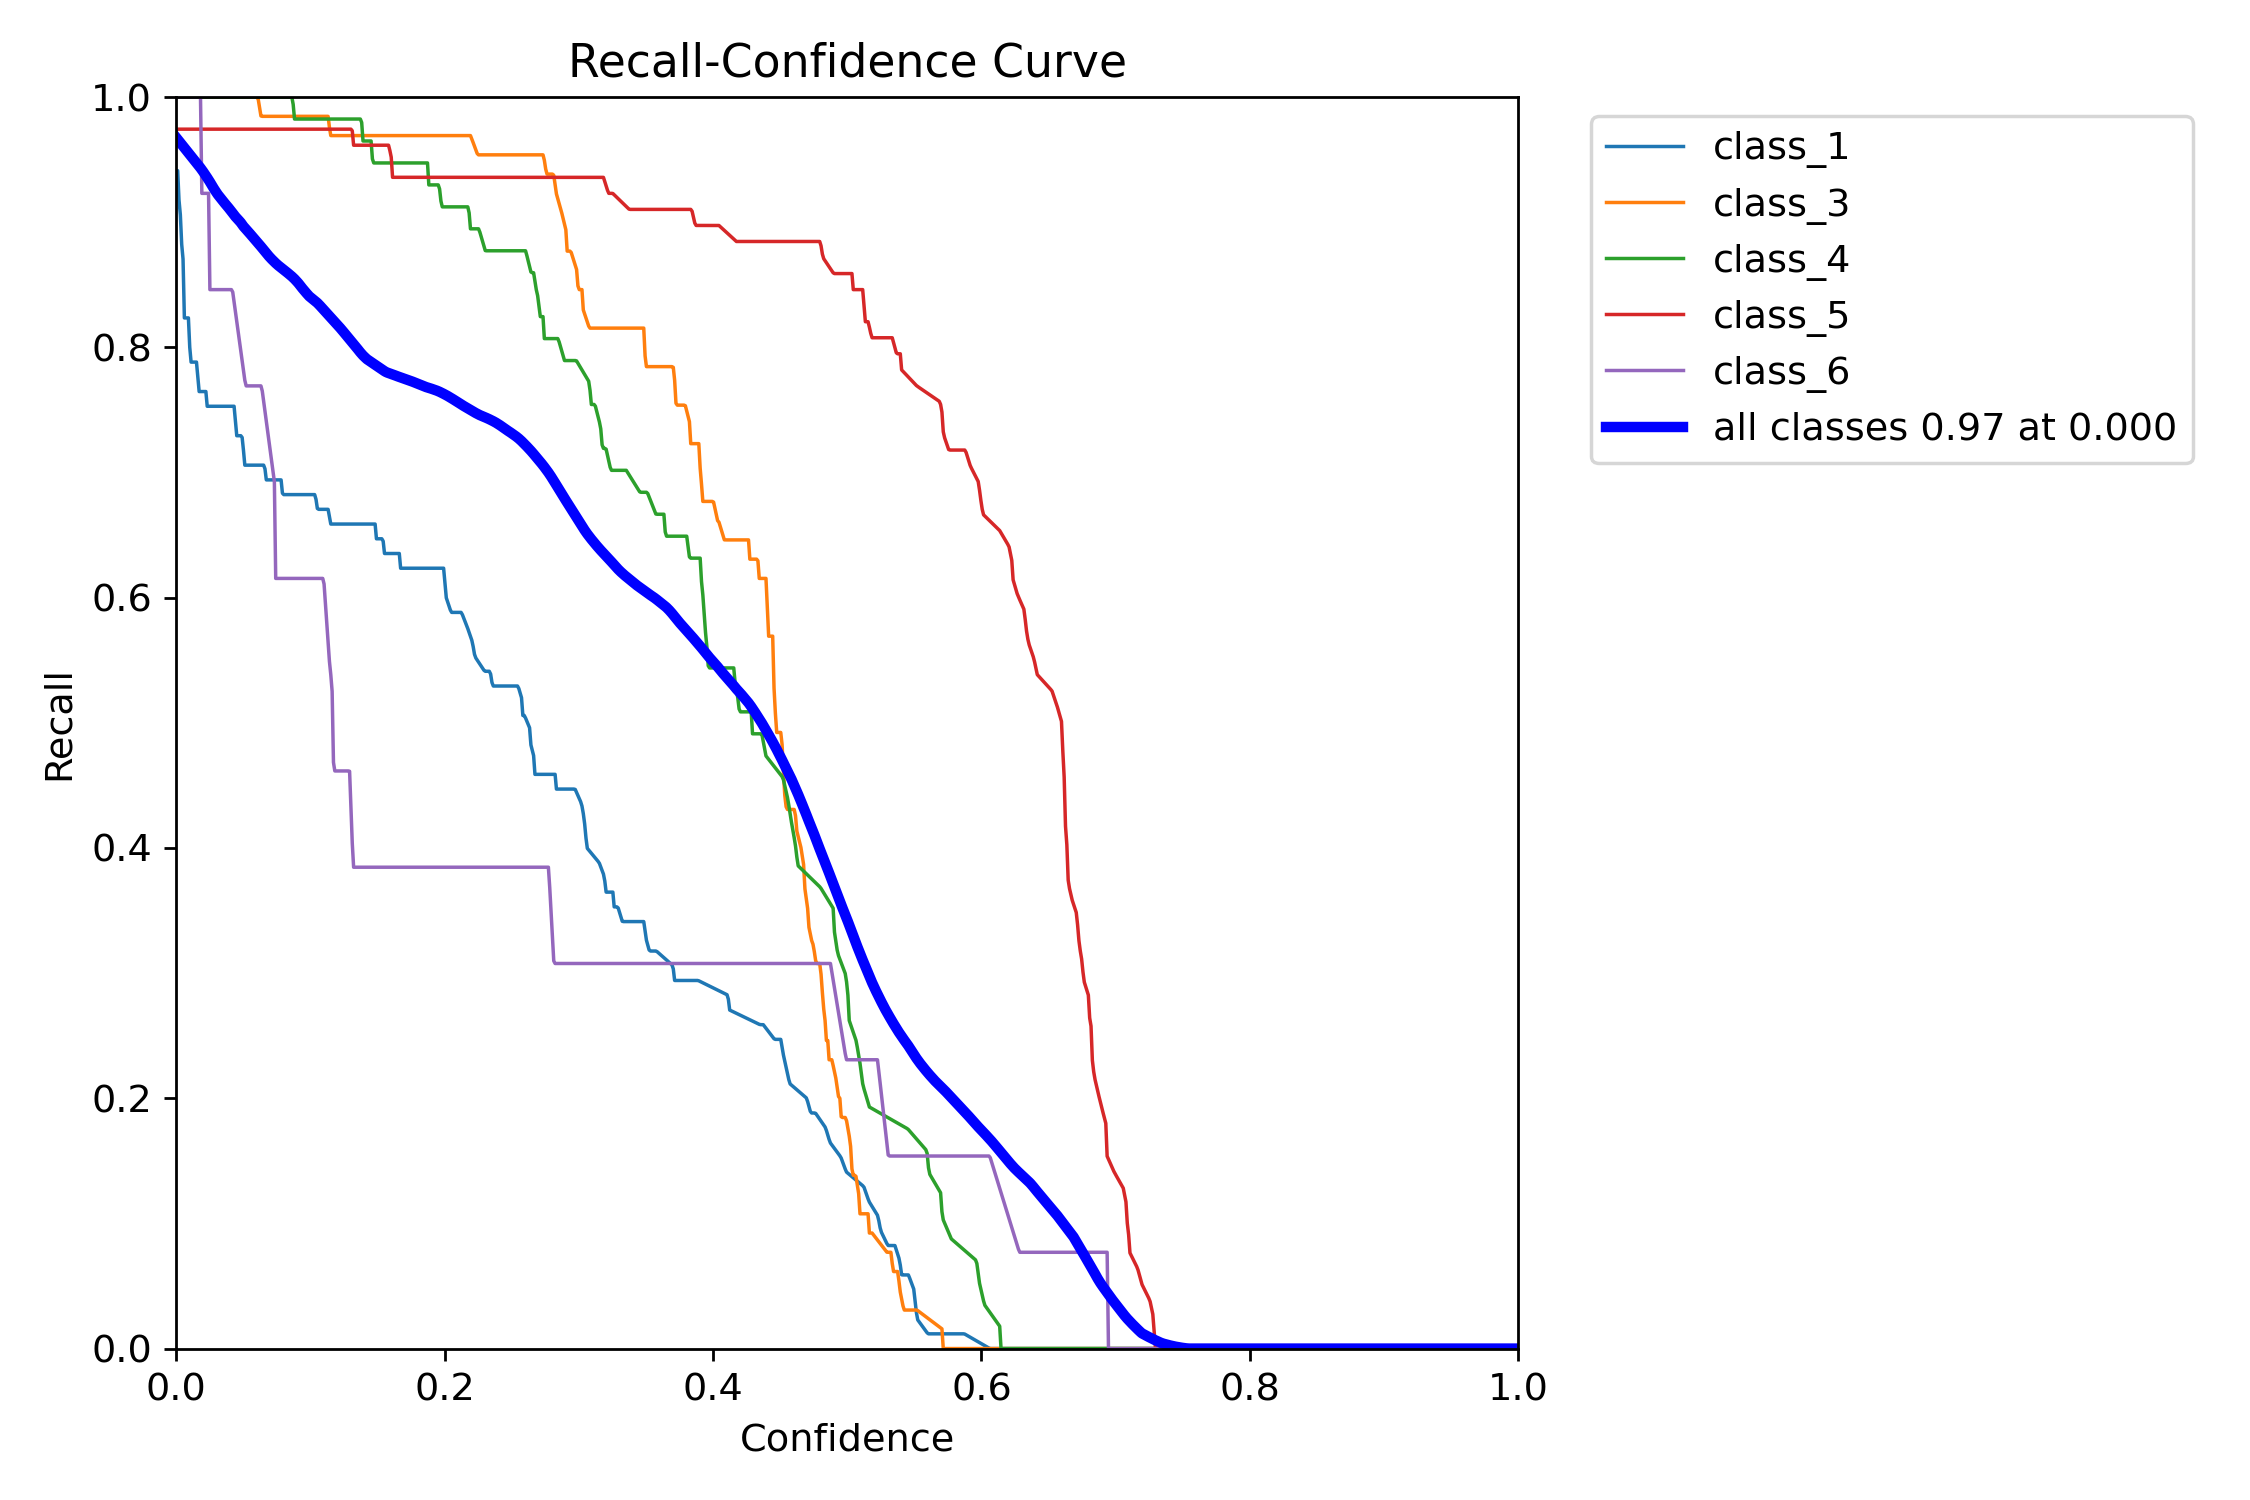 Recall-Confidence Curve
1.0
0.8
0.6
0.4
0.2
0.0
Recall
0.0 0.2 0.4 0.6 0.8 1.0
Confidence
class_1
class_3
class_4
class_5
class_6
all classes 0.97 at 0.000